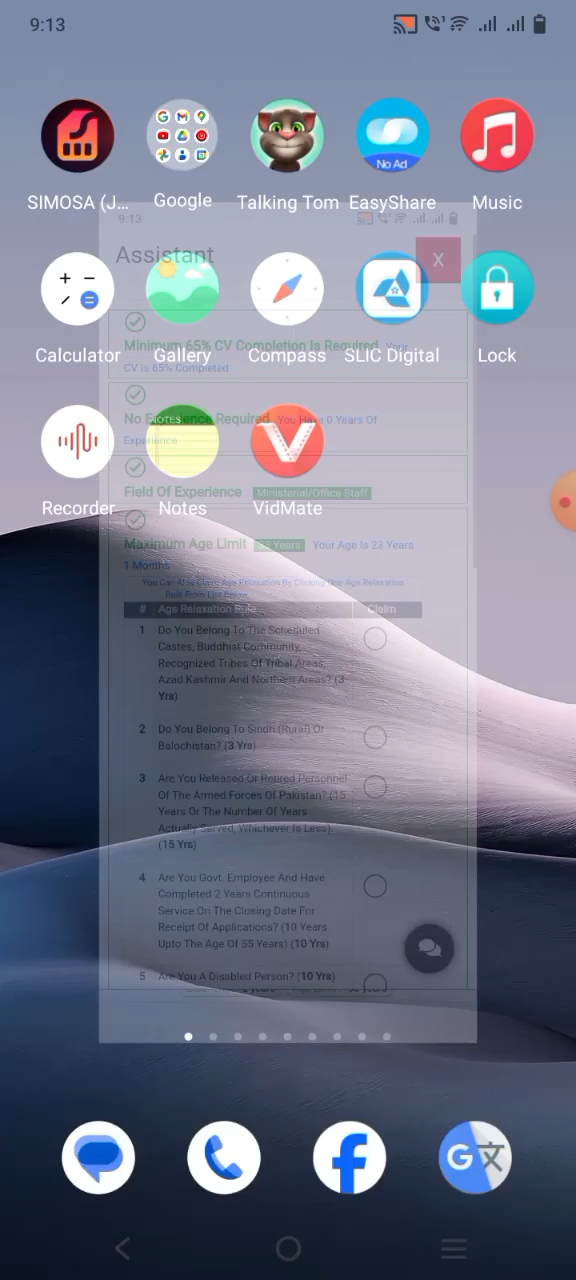 9:13
SIMOSA (J...
Google
Talking Tom
No Ad
EasyShare
Music
9:13
Assistant
X
Calculator
Gallery
Compass
SLIC Digital
Lock
Minimum 65% CV Completion Is Required Your
CV Is 65% Completed
No Experience Required You Have 0 Years Of
Experience
NOTES
Recorder
Notes
VidMate
Field Of Experience Ministerial/Office Staff
Maximum Age Limit 33 Years Your Age Is 23 Years
1 Months
You Can Also Claim Age Relaxation By Clicking One Age Relaxation
Rule From List Below
# Age Relaxation Rule Claim
1 Do You Belong To The Scheduled
Castes, Buddhist Community,
Recognized Tribes Of Tribal Areas,
Azad Kashmir And Northern Areas? (3
Yrs)
2 Do You Belong To Sindh (Rural) Or
Balochistan? (3 Yrs)
3 Are You Released Or Retired Personnel
Of The Armed Forces Of Pakistan? (15
Years Or The Number Of Years
Actually Served, Whichever Is Less).
(15 Yrs)
4 Are You Govt. Employee And Have
Completed 2 Years Continuous
Service On The Closing Date For
Receipt Of Applications? (10 Years
Upto The Age Of 55 Years) (10 Yrs)
5 Are You A Disabled Person? (10 Yrs)